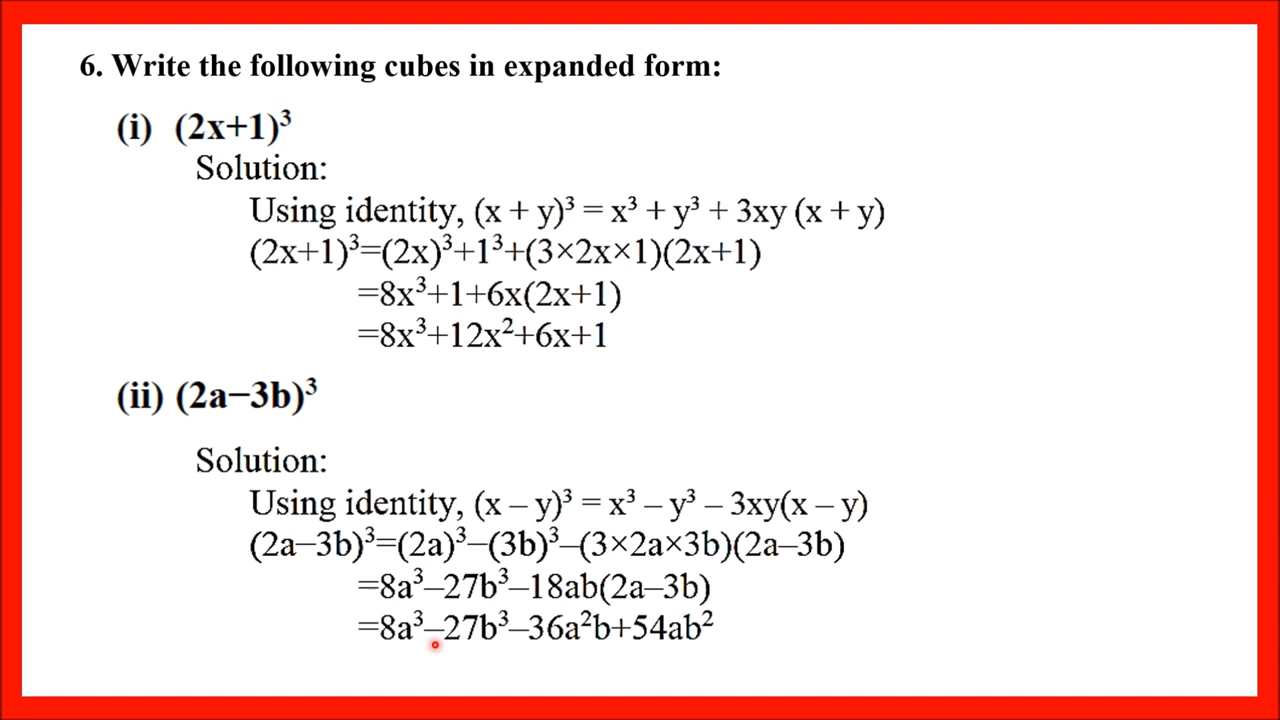 6. Write the following cubes in expanded form:
(i) (2x+1)³
Solution:
Using identity, (x + y)³ = x³ + y³ + 3xy (x + y)
(2x+1)³=(2x)³+1³+(3×2x×1)(2x+1)
=8x³+1+6x(2x+1)
=8x³+12x²+6x+1
(ii) (2a−3b)³
Solution:
Using identity, (x – y)³ = x³ – y³ – 3xy(x – y)
(2a−3b)³=(2a)³–(3b)³–(3×2a×3b)(2a–3b)
=8a³–27b³–18ab(2a–3b)
=8a³–27b³–36a²b+54ab²